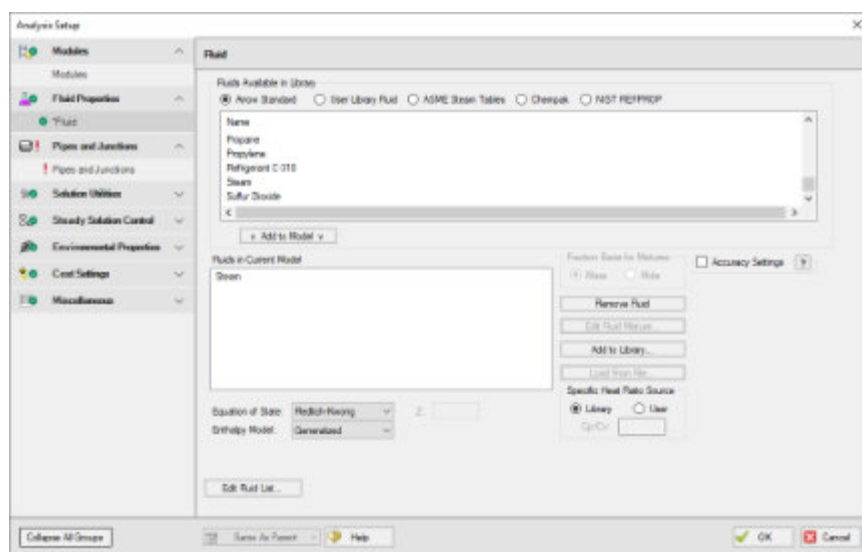 Analysis Setup
Modules
Modules
Fluid Properties
*Fluid
Pipes and Junctions
Pipes and Junctions
Solution Utilities
Steady Solution Control
Environmental Properties
Cost Settings
Miscellaneous
Collapse All Groups
Fluid
Fluids Available in Library
Arrow Standard
User Library Fluid
ASME Steam Tables
Chempak
NIST REFPROP
Name
Propane
Propylene
Refrigerant C-318
Steam
Sulfur Dioxide
Add to Model
Fluids in Current Model
Steam
Fraction Basis for Mixtures
Mass
Mole
Accuracy Settings
?
Remove Fluid
Edit Fluid Mixture...
Add to Library...
Load from file...
Specific Heat Ratio Source
Library
User
Cp/Cv:
Equation of State: Redlich-Kwong
Z:
Enthalpy Model: Generalized
Edit Fluid List...
Same As Parent
Help
OK
Cancel